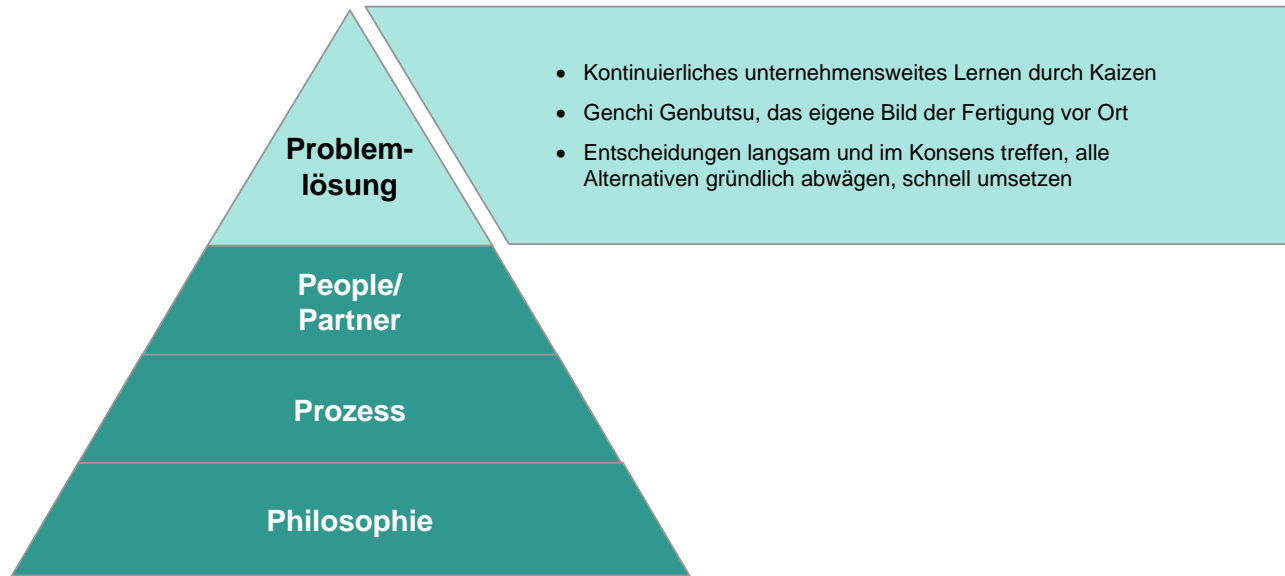 • Kontinuierliches unternehmensweites Lernen durch Kaizen
• Genchi Genbutsu, das eigene Bild der Fertigung vor Ort
• Entscheidungen langsam und im Konsens treffen, alle
Alternativen gründlich abwägen, schnell umsetzen
Problem-
lösung
People/
Partner
Prozess
Philosophie